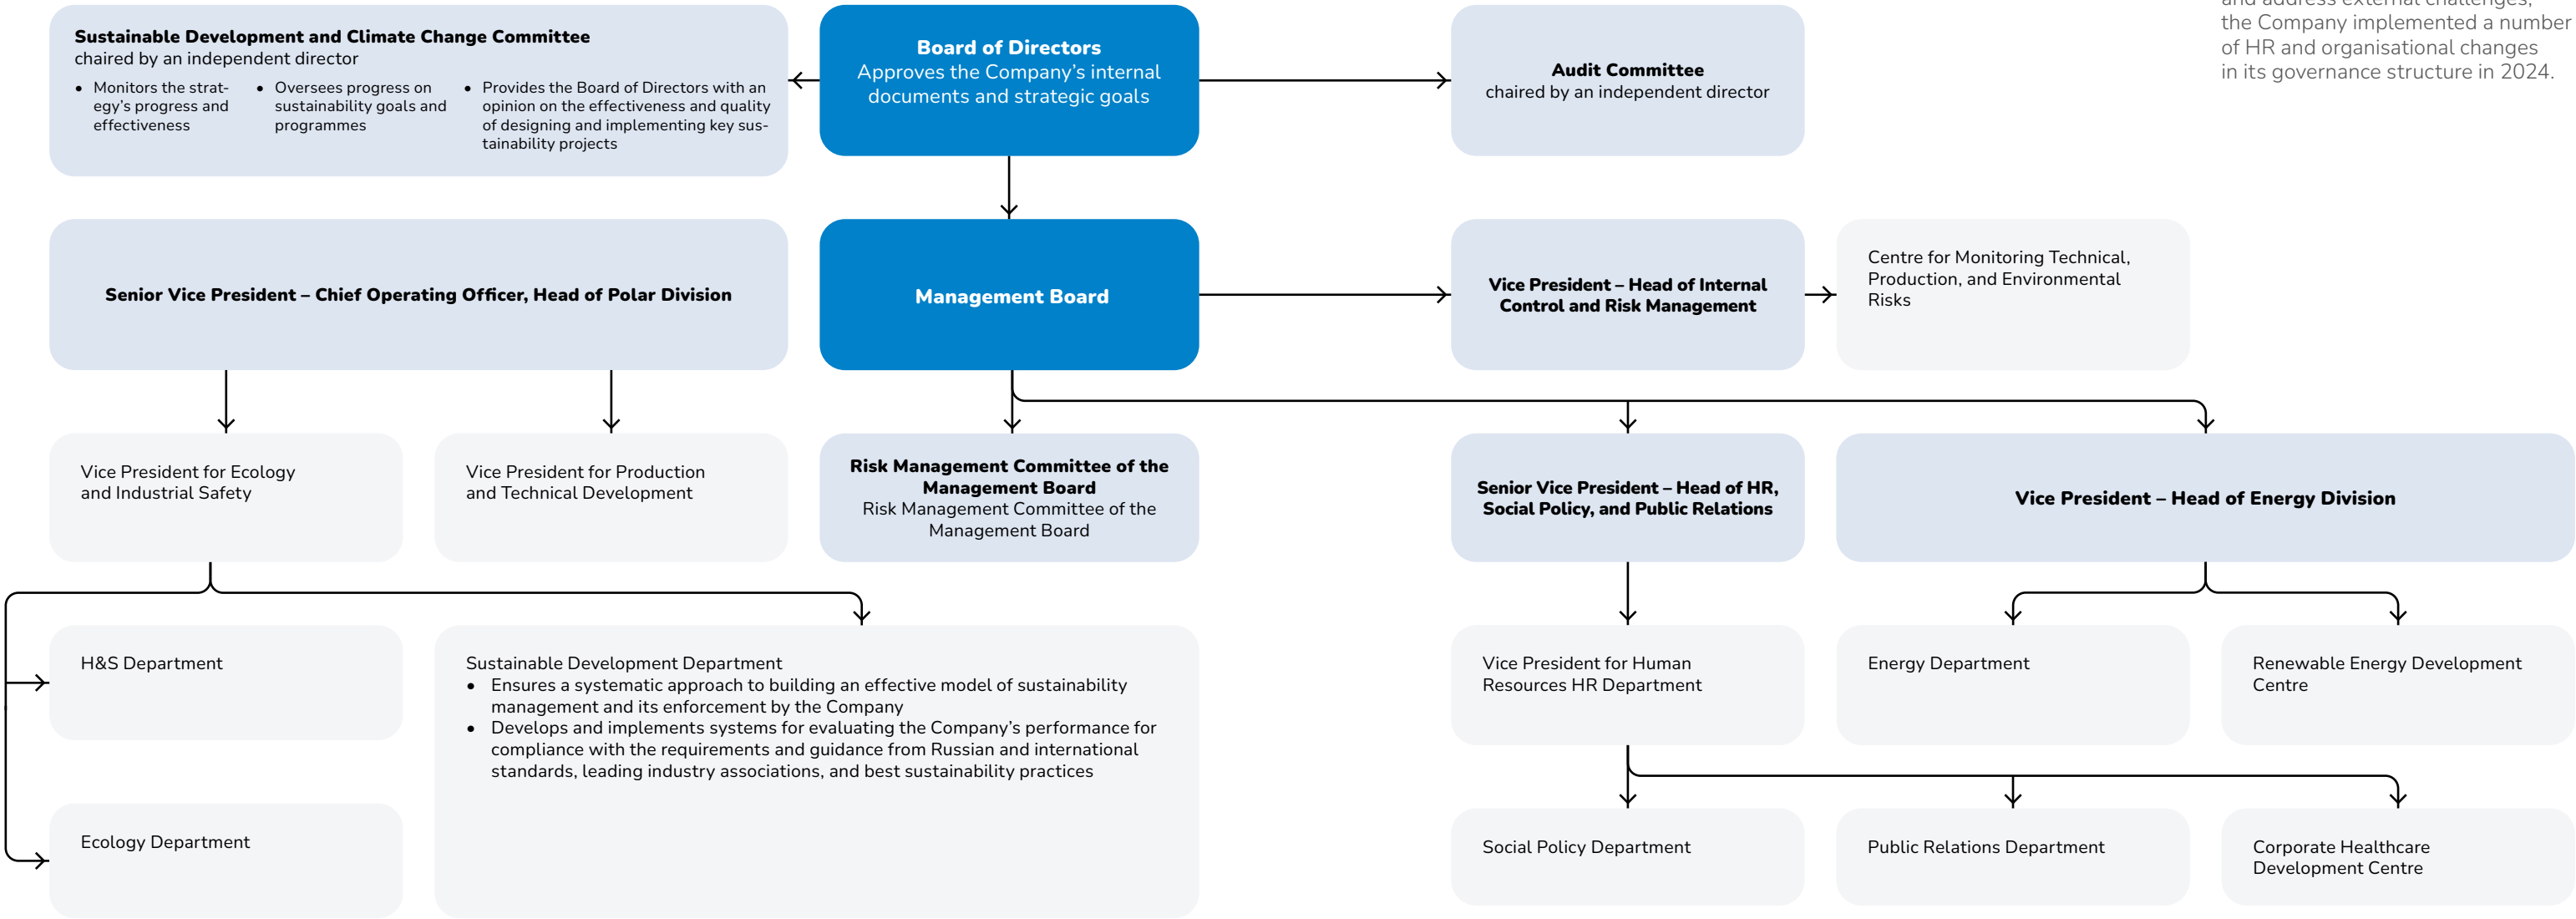 and address external challenges,
the Company implemented a number
of HR and organisational changes
in its governance structure in 2024.
Sustainable Development and Climate Change Committee
chaired by an independent director
• Monitors the strat-
egy's progress and
effectiveness
• Oversees progress on
sustainability goals and
programmes
• Provides the Board of Directors with an
opinion on the effectiveness and quality
of designing and implementing key sus-
tainability projects
Board of Directors
Approves the Company's internal
documents and strategic goals
Audit Committee
chaired by an independent director
Senior Vice President – Chief Operating Officer, Head of Polar Division
Management Board
Vice President – Head of Internal
Control and Risk Management
Centre for Monitoring Technical,
Production, and Environmental
Risks
Vice President for Ecology
and Industrial Safety
Vice President for Production
and Technical Development
Risk Management Committee of the
Management Board
Risk Management Committee of the
Management Board
Senior Vice President – Head of HR,
Social Policy, and Public Relations
Vice President – Head of Energy Division
H&S Department
Sustainable Development Department
• Ensures a systematic approach to building an effective model of sustainability
management and its enforcement by the Company
• Develops and implements systems for evaluating the Company's performance for
compliance with the requirements and guidance from Russian and international
standards, leading industry associations, and best sustainability practices
Vice President for Human
Resources HR Department
Energy Department
Renewable Energy Development
Centre
Ecology Department
Social Policy Department
Public Relations Department
Corporate Healthcare
Development Centre